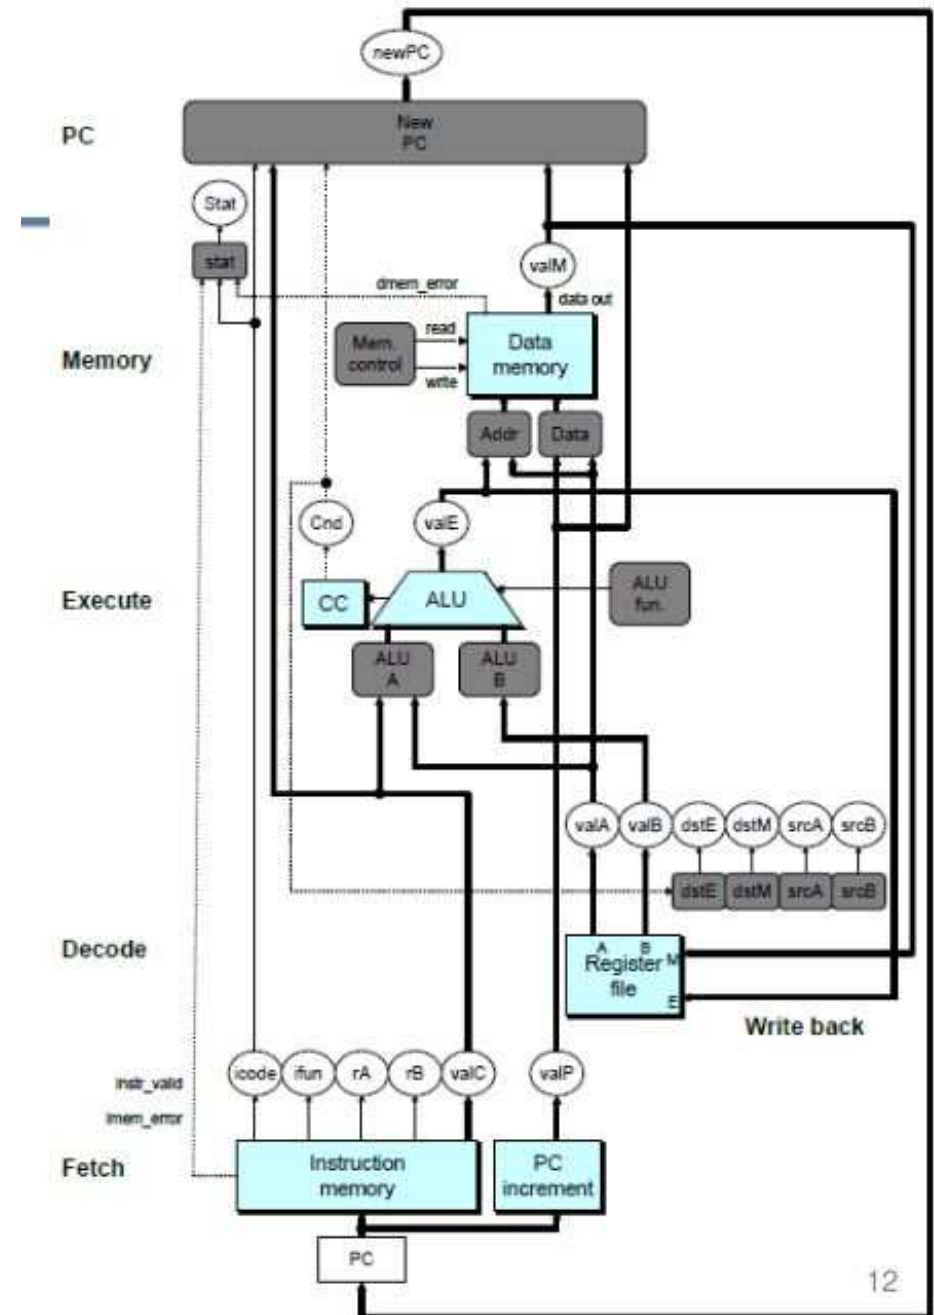 newPC
PC
New
PC
Stat
stat
valM
dmem_error
data out
Memory
Mem.
control
read
write
Data
memory
Addr
Data
Cnd
valE
Execute
CC
ALU
ALU
fun.
ALU
A
ALU
B
valA
valB
dstE
dstM
srcA
srcB
dstE
dstM
srcA
srcB
Decode
A
B
M
Register
file
E
Write back
icode
ifun
rA
rB
valC
valP
instr_valid
imem_error
Fetch
Instruction
memory
PC
increment
PC
12